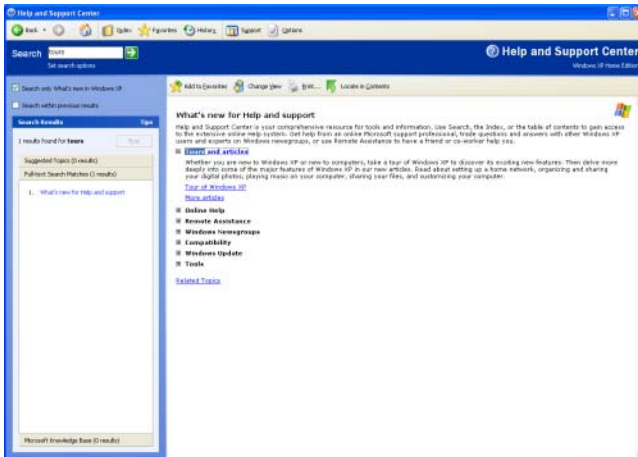 Help and Support Center
Back
Index
Favorites
History
Support
Options
Search
tours
Set search options
Help and Support Center
Windows XP Home Edition
Search only What's new in Windows XP
Search within previous results
Add to Favorites
Change View
Print...
Locate in Contents
Search Results
Tips
1 results found for tours
Suggested Topics (0 results)
Full-text Search Matches (1 results)
1. What's new for Help and support
Microsoft Knowledge Base (0 results)
What's new for Help and support
Help and Support Center is your comprehensive resource for tools and information. Use Search, the Index, or the table of contents to gain access
to the extensive online Help system. Get help from an online Microsoft support professional, trade questions and answers with other Windows XP
users and experts on Windows newsgroups, or use Remote Assistance to have a friend or co-worker help you.
Tours and articles
Whether you are new to Windows XP or new to computers, take a tour of Windows XP to discover its exciting new features. Then delve more
deeply into some of the major features of Windows XP in our new articles. Read about setting up a home network, organizing and sharing
your digital photos, playing music on your computer, sharing your files, and customizing your computer.
Tour of Windows XP
More articles
Online Help
Remote Assistance
Windows Newsgroups
Compatibility
Windows Update
Tools
Related Topics